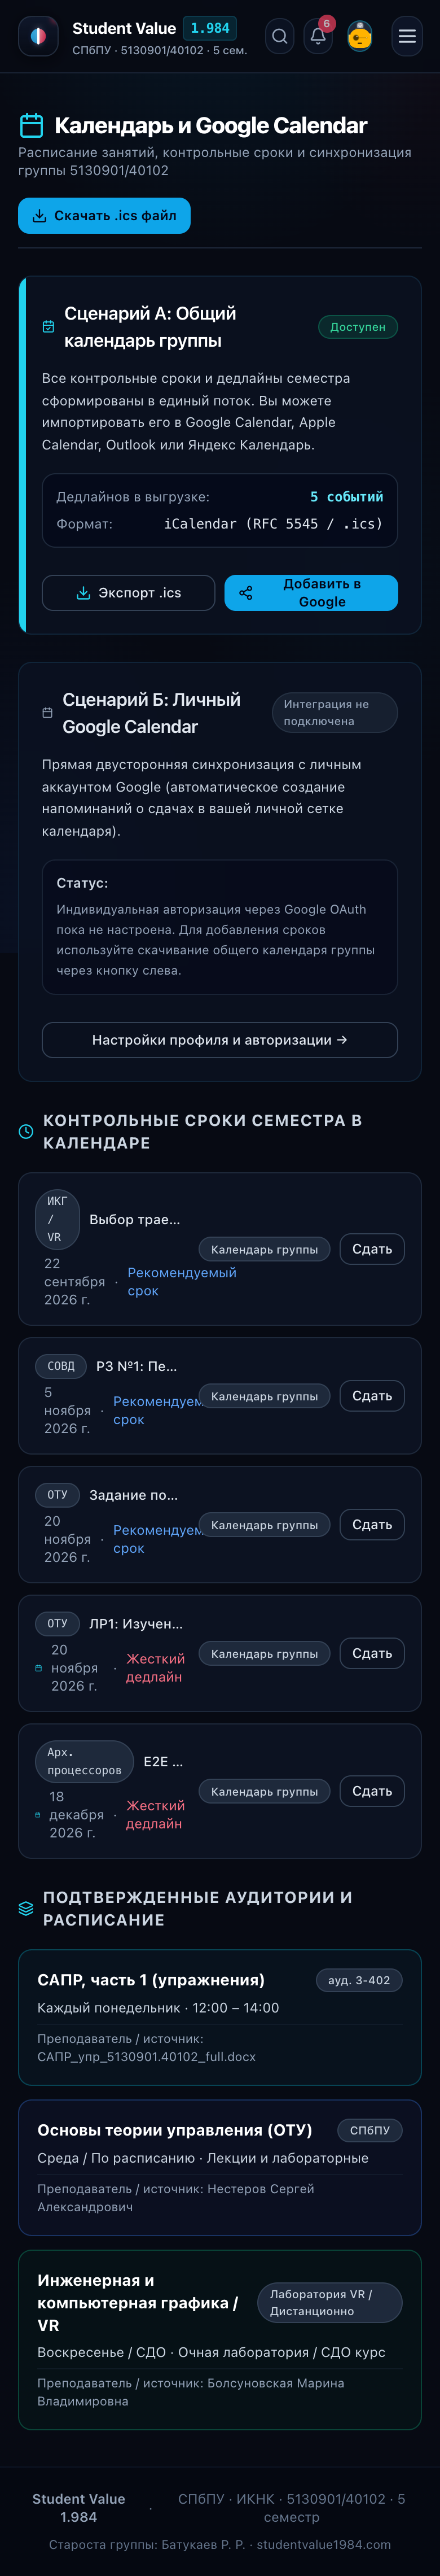 Student Value 1.984
СПбПУ · 5130901/40102 · 5 сем.
6
Календарь и Google Calendar
Расписание занятий, контрольные сроки и синхронизация
группы 5130901/40102
Скачать .ics файл
Сценарий А: Общий
календарь группы
Доступен
Все контрольные сроки и дедлайны семестра
сформированы в единый поток. Вы можете
импортировать его в Google Calendar, Apple
Calendar, Outlook или Яндекс Календарь.
Дедлайнов в выгрузке: 5 событий
Формат: iCalendar (RFC 5545 / .ics)
Экспорт .ics
Добавить в
Google
Сценарий Б: Личный
Google Calendar
Интеграция не
подключена
Прямая двусторонняя синхронизация с личным
аккаунтом Google (автоматическое создание
напоминаний о сдачах в вашей личной сетке
календаря).
Статус:
Индивидуальная авторизация через Google OAuth
пока не настроена. Для добавления сроков
используйте скачивание общего календаря группы
через кнопку слева.
Настройки профиля и авторизации →
КОНТРОЛЬНЫЕ СРОКИ СЕМЕСТРА В
КАЛЕНДАРЕ
ИКГ
/
VR
Выбор трае...
22
сентября
2026 г.
·
Рекомендуемый
срок
Календарь группы
Сдать
СОВД
РЗ №1: Пе...
5
ноября
2026 г.
·
Рекомендуем
срок
Календарь группы
Сдать
ОТУ
Задание по...
20
ноября
2026 г.
·
Рекомендуем
срок
Календарь группы
Сдать
ОТУ
ЛР1: Изучен...
20
ноября
2026 г.
·
Жесткий
дедлайн
Календарь группы
Сдать
Арх.
процессоров
E2E ...
18
декабря
2026 г.
·
Жесткий
дедлайн
Календарь группы
Сдать
ПОДТВЕРЖДЕННЫЕ АУДИТОРИИ И
РАСПИСАНИЕ
САПР, часть 1 (упражнения)
ауд. 3-402
Каждый понедельник · 12:00 – 14:00
Преподаватель / источник:
САПР_упр_5130901.40102_full.docx
Основы теории управления (ОТУ)
СПбПУ
Среда / По расписанию · Лекции и лабораторные
Преподаватель / источник: Нестеров Сергей
Александрович
Инженерная и
компьютерная графика /
VR
Лаборатория VR /
Дистанционно
Воскресенье / СДО · Очная лаборатория / СДО курс
Преподаватель / источник: Болсуновская Марина
Владимировна
Student Value
1.984
·
СПбПУ · ИКНК · 5130901/40102 · 5
семестр
Староста группы: Батукаев Р. Р. · studentvalue1984.com